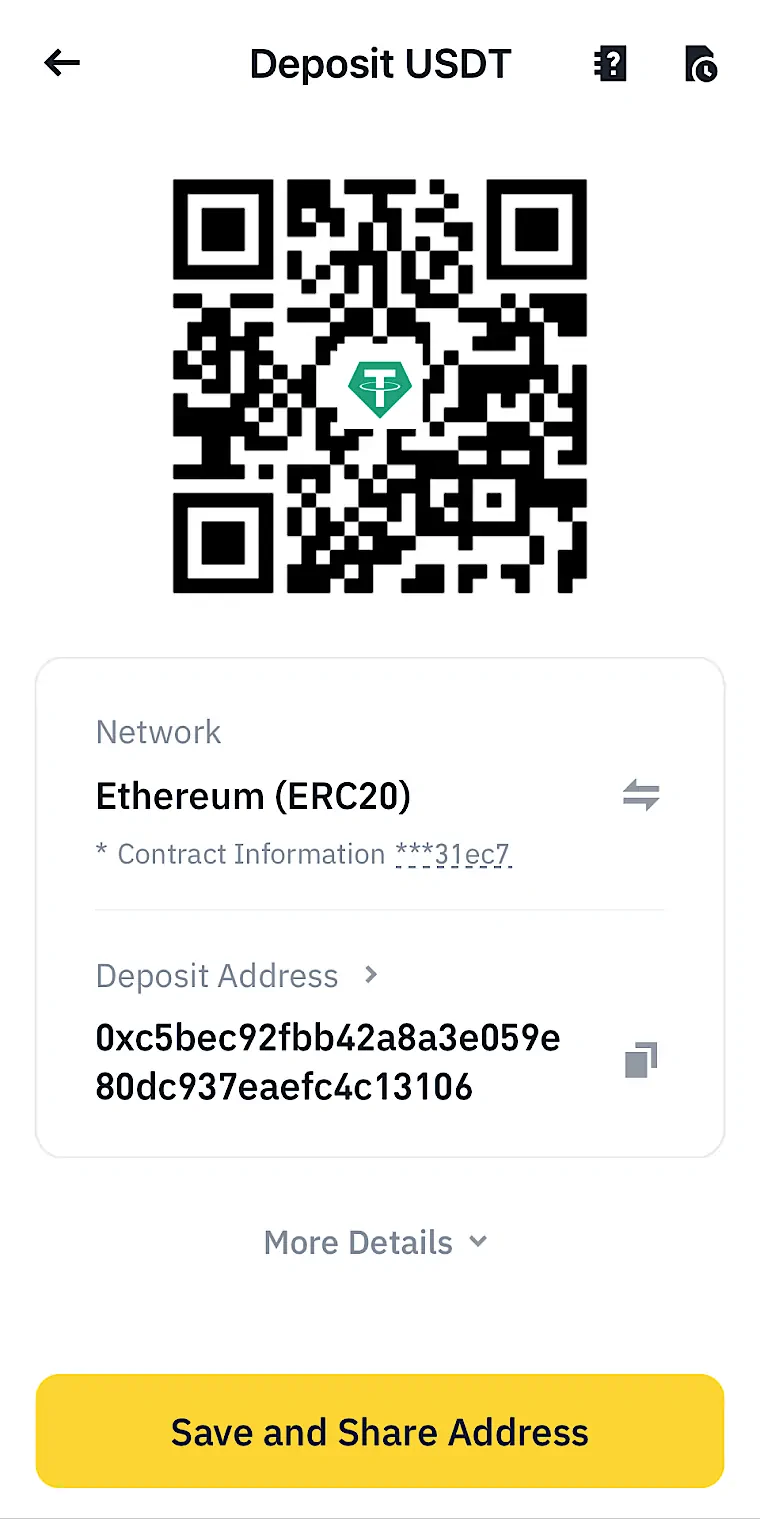 Deposit USDT
Network
Ethereum (ERC20)
* Contract Information ***31ec7
Deposit Address
0xc5bec92fbb42a8a3e059e
80dc937eaefc4c13106
More Details
Save and Share Address